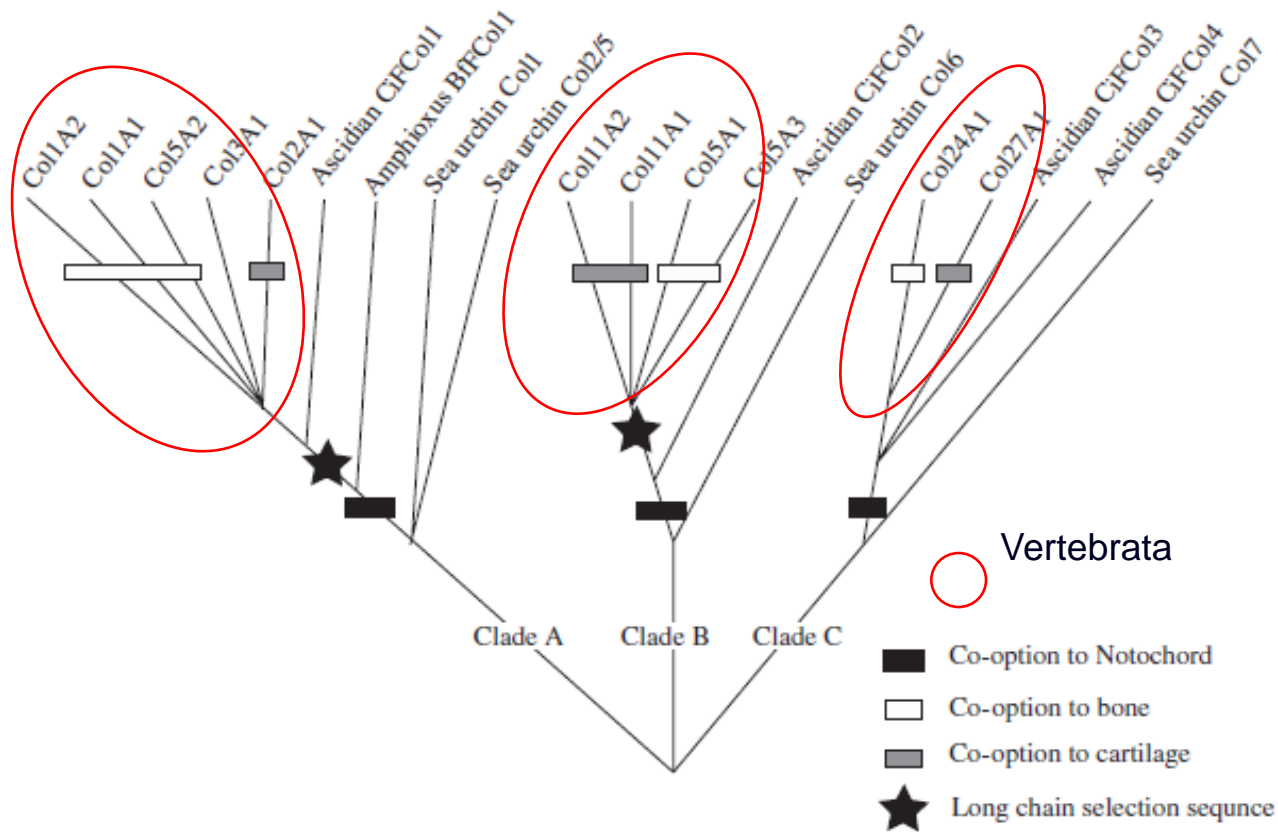 Col1A2
Col1A1
Col5A2
Col3A1
Col2A1
Ascidian CiFCol1
Amphoxus BfFCol1
Sea urchin Col1
Sea urchin Col2/5
Col11A2
Col11A1
Col5A1
Col5A3
Ascidian CiFCol2
Sea urchin Col6
Col24A1
Col27A1
Ascidian CiFCol3
Ascidian CiFCol4
Sea urchin Col7
Vertebrata
Clade A
Clade B
Clade C
Co-option to Notochord
Co-option to bone
Co-option to cartilage
Long chain selection sequnce